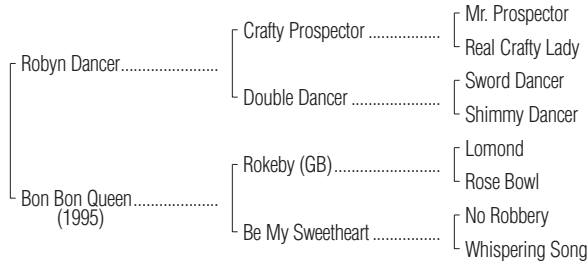 Mr. Prospector
Crafty Prospector ..................
Real Crafty Lady
Robyn Dancer.......................
Sword Dancer
Double Dancer .....................
Shimmy Dancer
Lomond
Rokeby (GB)........................
Rose Bowl
Bon Bon Queen....................
(1995)
No Robbery
Be My Sweetheart ................
Whispering Song